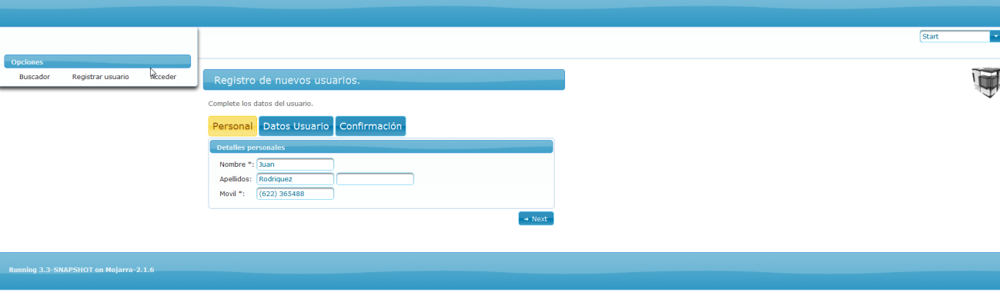 Start
Opciones
Buscador Registrar usuario Acceder
Registro de nuevos usuarios.
Complete los datos del usuario.
Personal Datos Usuario Confirmación
Detalles personales
Nombre *: Juan
Apellidos: Rodriquez
Movil *: (622) 365488
Next
Running 3.3-SNAPSHOT on Mojarra-2.1.6